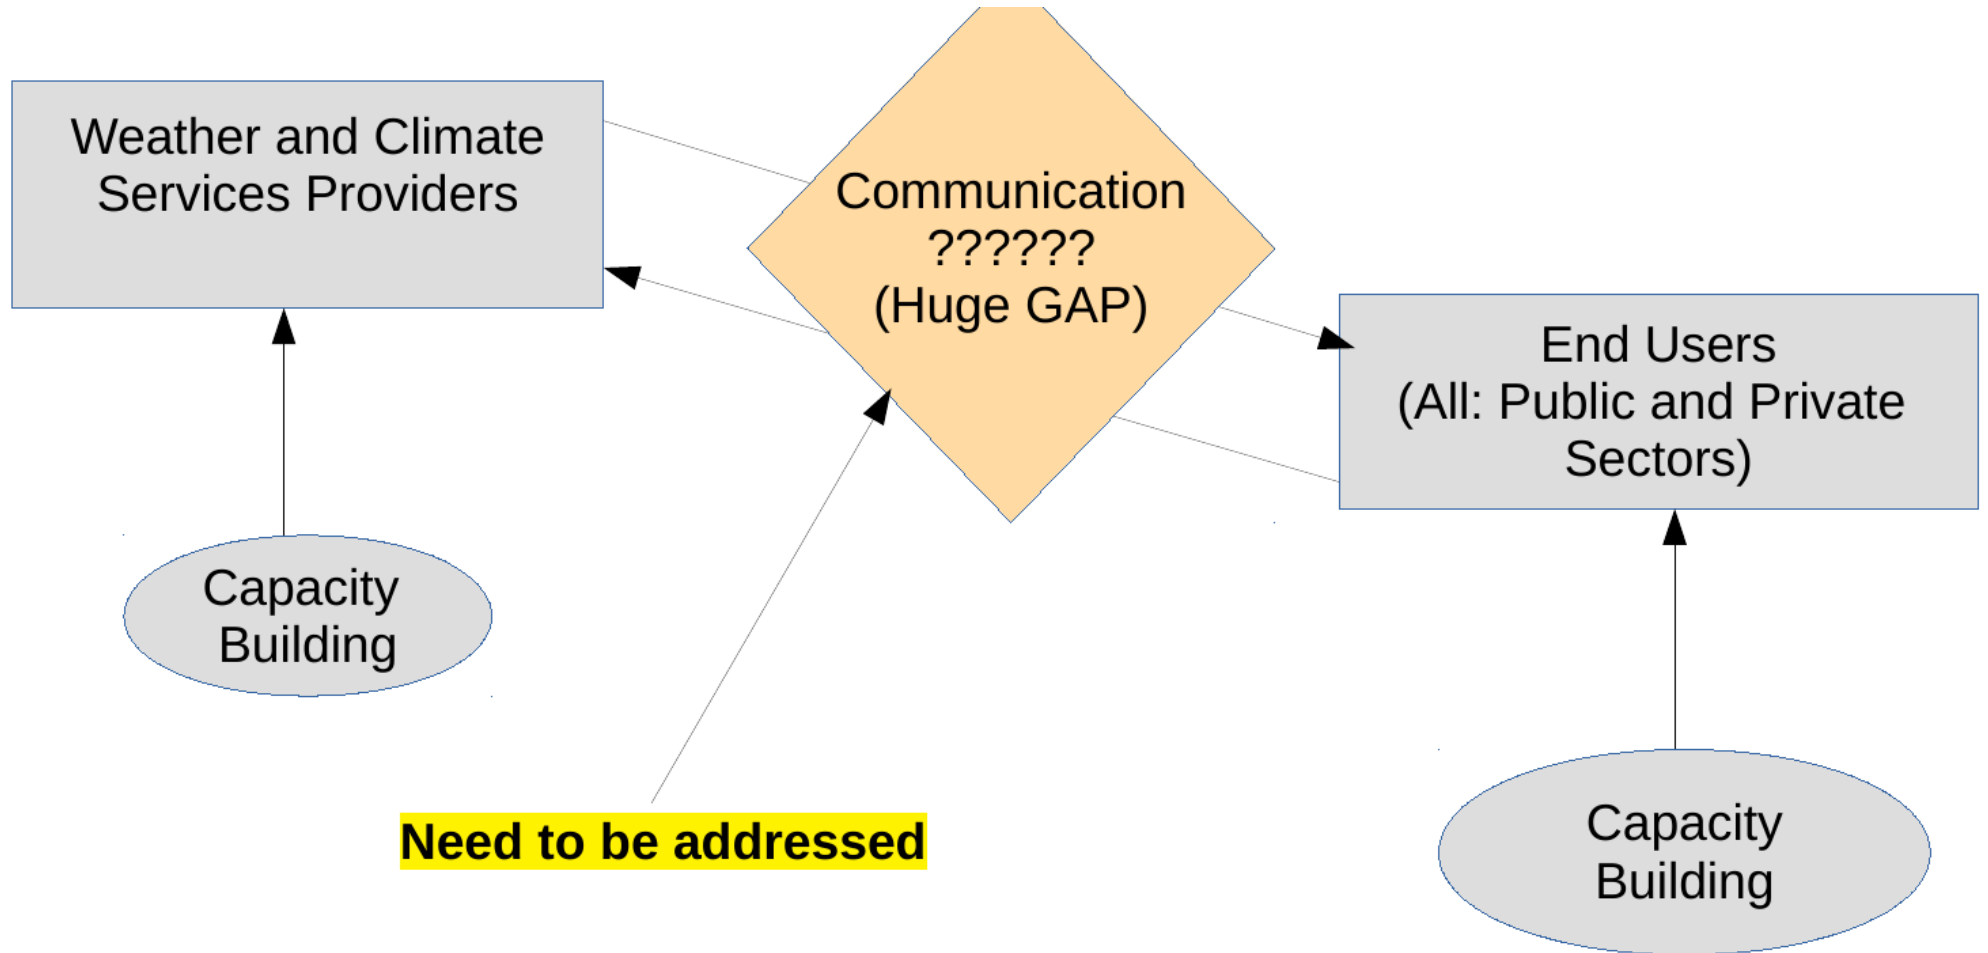 Weather and Climate
Services Providers
Communication
??????
(Huge GAP)
End Users
(All: Public and Private
Sectors)
Capacity
Building
Need to be addressed
Capacity
Building